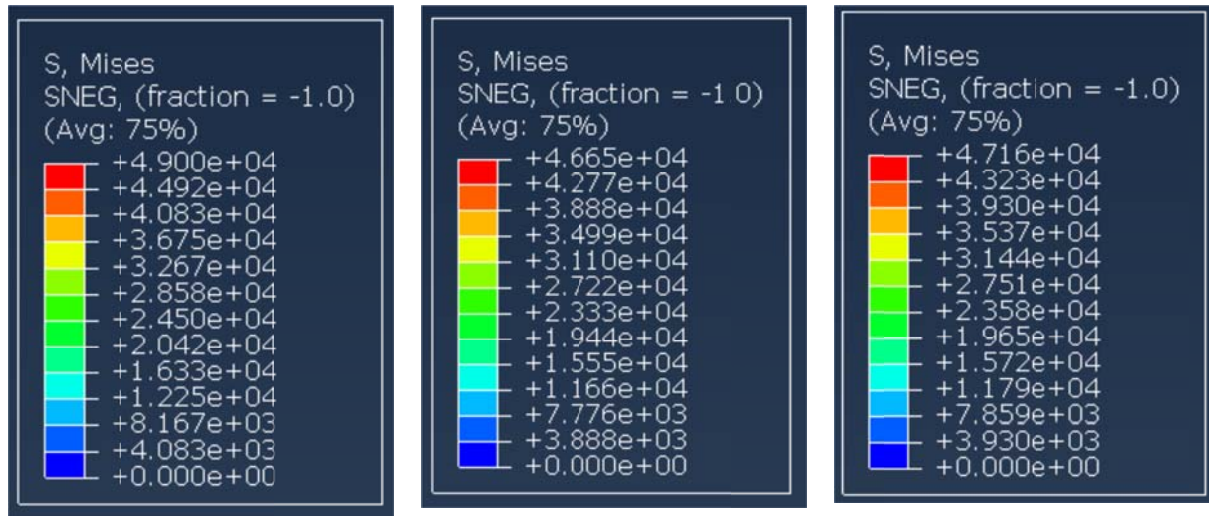 S, Mises
SNEG, (fraction = -1.0)
(Avg: 75%)
+4.900e+04
+4.492e+04
+4.083e+04
+3.675e+04
+3.267e+04
+2.858e+04
+2.450e+04
+2.042e+04
+1.633e+04
+1.225e+04
+8.167e+03
+4.083e+03
+0.000e+00
S, Mises
SNEG, (fraction = -1 0)
(Avg: 75%)
+4.665e+04
+4.277e+04
+3.888e+04
+3.499e+04
+3.110e+04
+2.722e+04
+2.333e+04
+1.944e+04
+1.555e+04
+1.166e+04
+7.776e+03
+3.888e+03
+0.000e+00
S, Mises
SNEG, (fraction = -1.0)
(Avg: 75%)
+4.716e+04
+4.323e+04
+3.930e+04
+3.537e+04
+3.144e+04
+2.751e+04
+2.358e+04
+1.965e+04
+1.572e+04
+1.179e+04
+7.859e+03
+3.930e+03
+0.000e+00